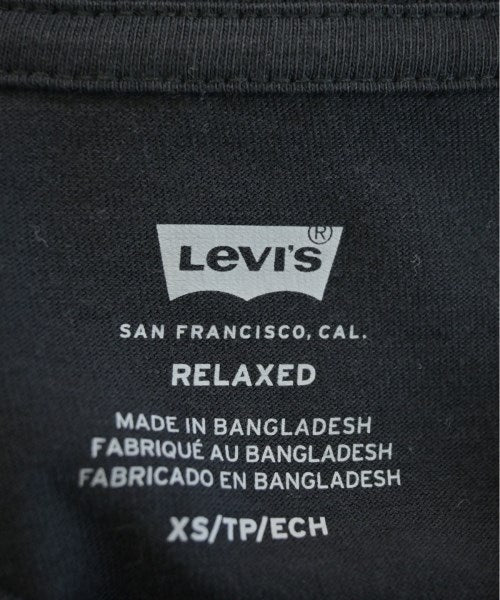 Levi's®
SAN FRANCISCO, CAL.
RELAXED
MADE IN BANGLADESH
FABRIQUÉ AU BANGLADESH
FABRICADO EN BANGLADESH
XS/TP/ECH